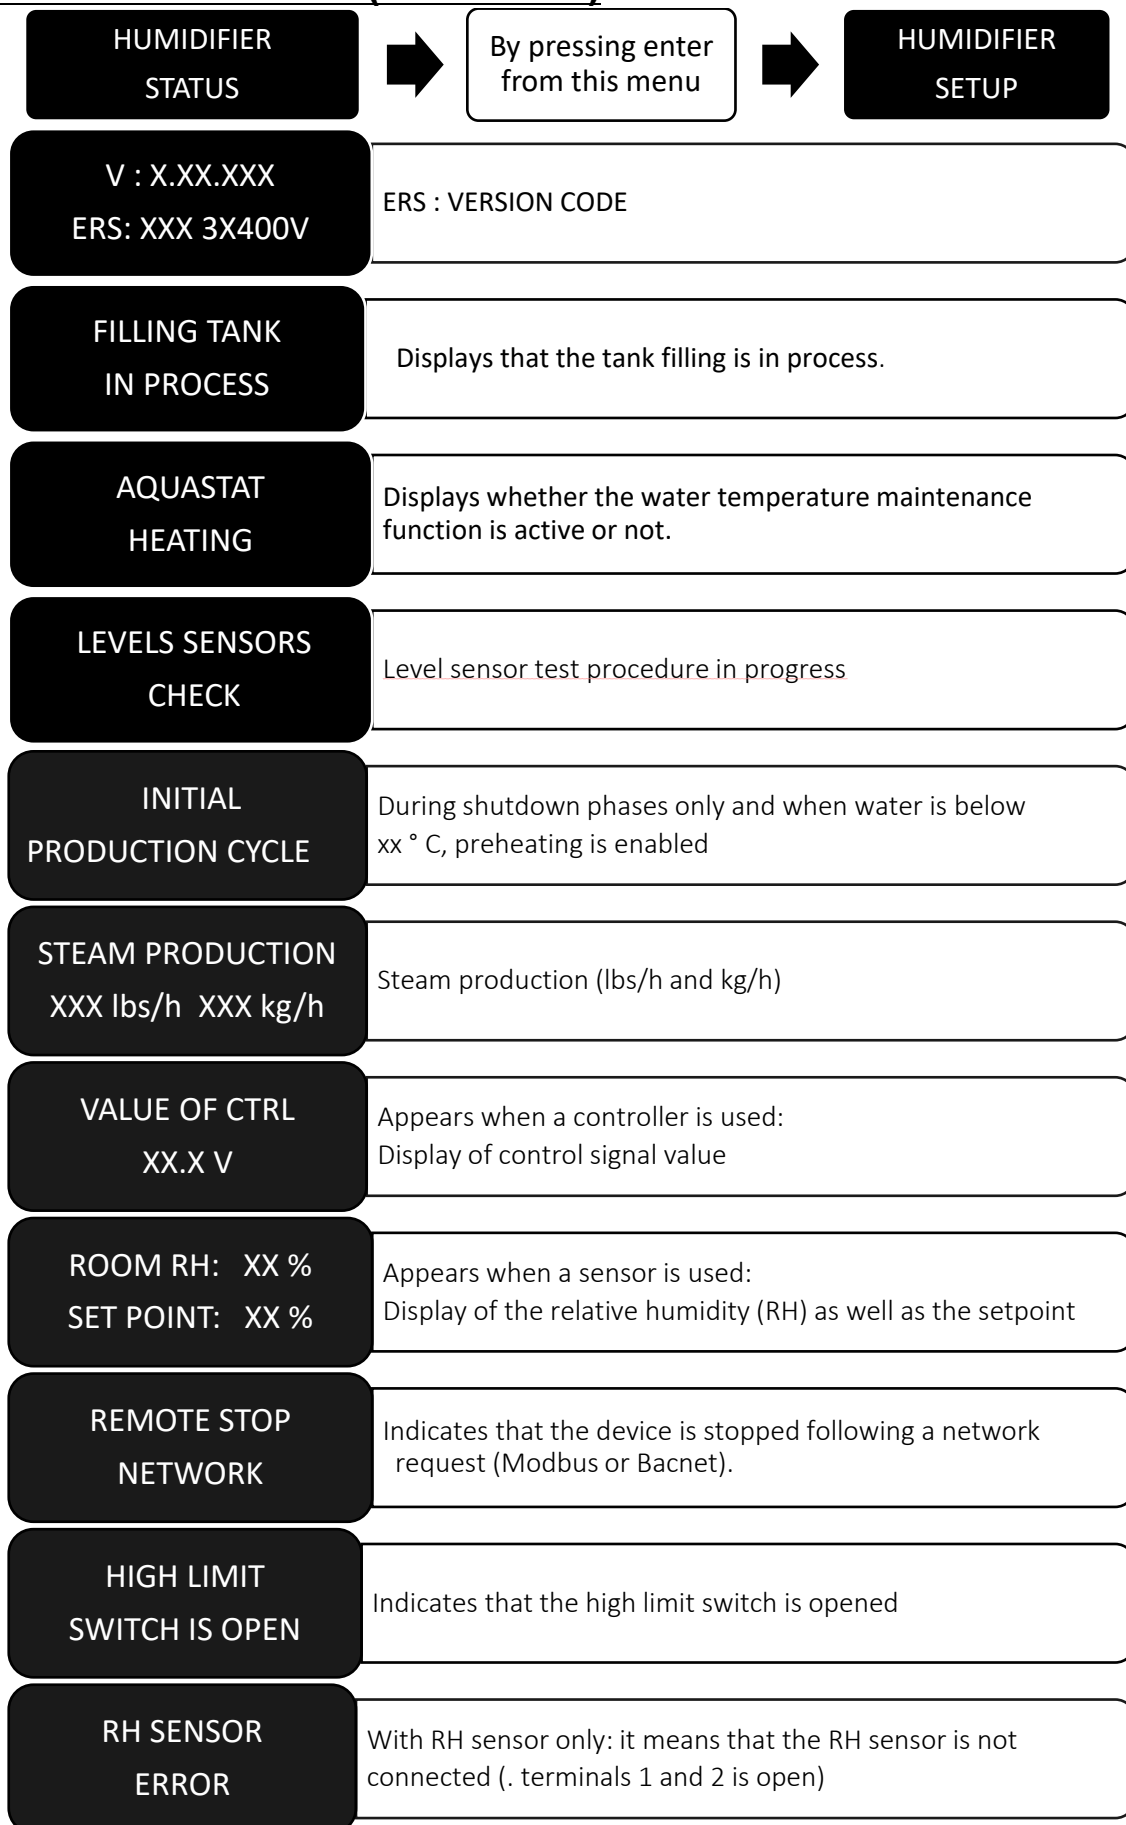 HUMIDIFIER
STATUS
By pressing enter
from this menu
HUMIDIFIER
SETUP
V : X.XX.XXX
ERS: XXX 3X400V
ERS : VERSION CODE
FILLING TANK
IN PROCESS
Displays that the tank filling is in process.
AQUASTAT
HEATING
Displays whether the water temperature maintenance
function is active or not.
LEVELS SENSORS
CHECK
Level sensor test procedure in progress
INITIAL
PRODUCTION CYCLE
During shutdown phases only and when water is below
xx ° C, preheating is enabled
STEAM PRODUCTION
XXX lbs/h XXX kg/h
Steam production (lbs/h and kg/h)
VALUE OF CTRL
XX.X V
Appears when a controller is used:
Display of control signal value
ROOM RH: XX %
SET POINT: XX %
Appears when a sensor is used:
Display of the relative humidity (RH) as well as the setpoint
REMOTE STOP
NETWORK
Indicates that the device is stopped following a network
request (Modbus or Bacnet).
HIGH LIMIT
SWITCH IS OPEN
Indicates that the high limit switch is opened
RH SENSOR
ERROR
With RH sensor only: it means that the RH sensor is not
connected (. terminals 1 and 2 is open)